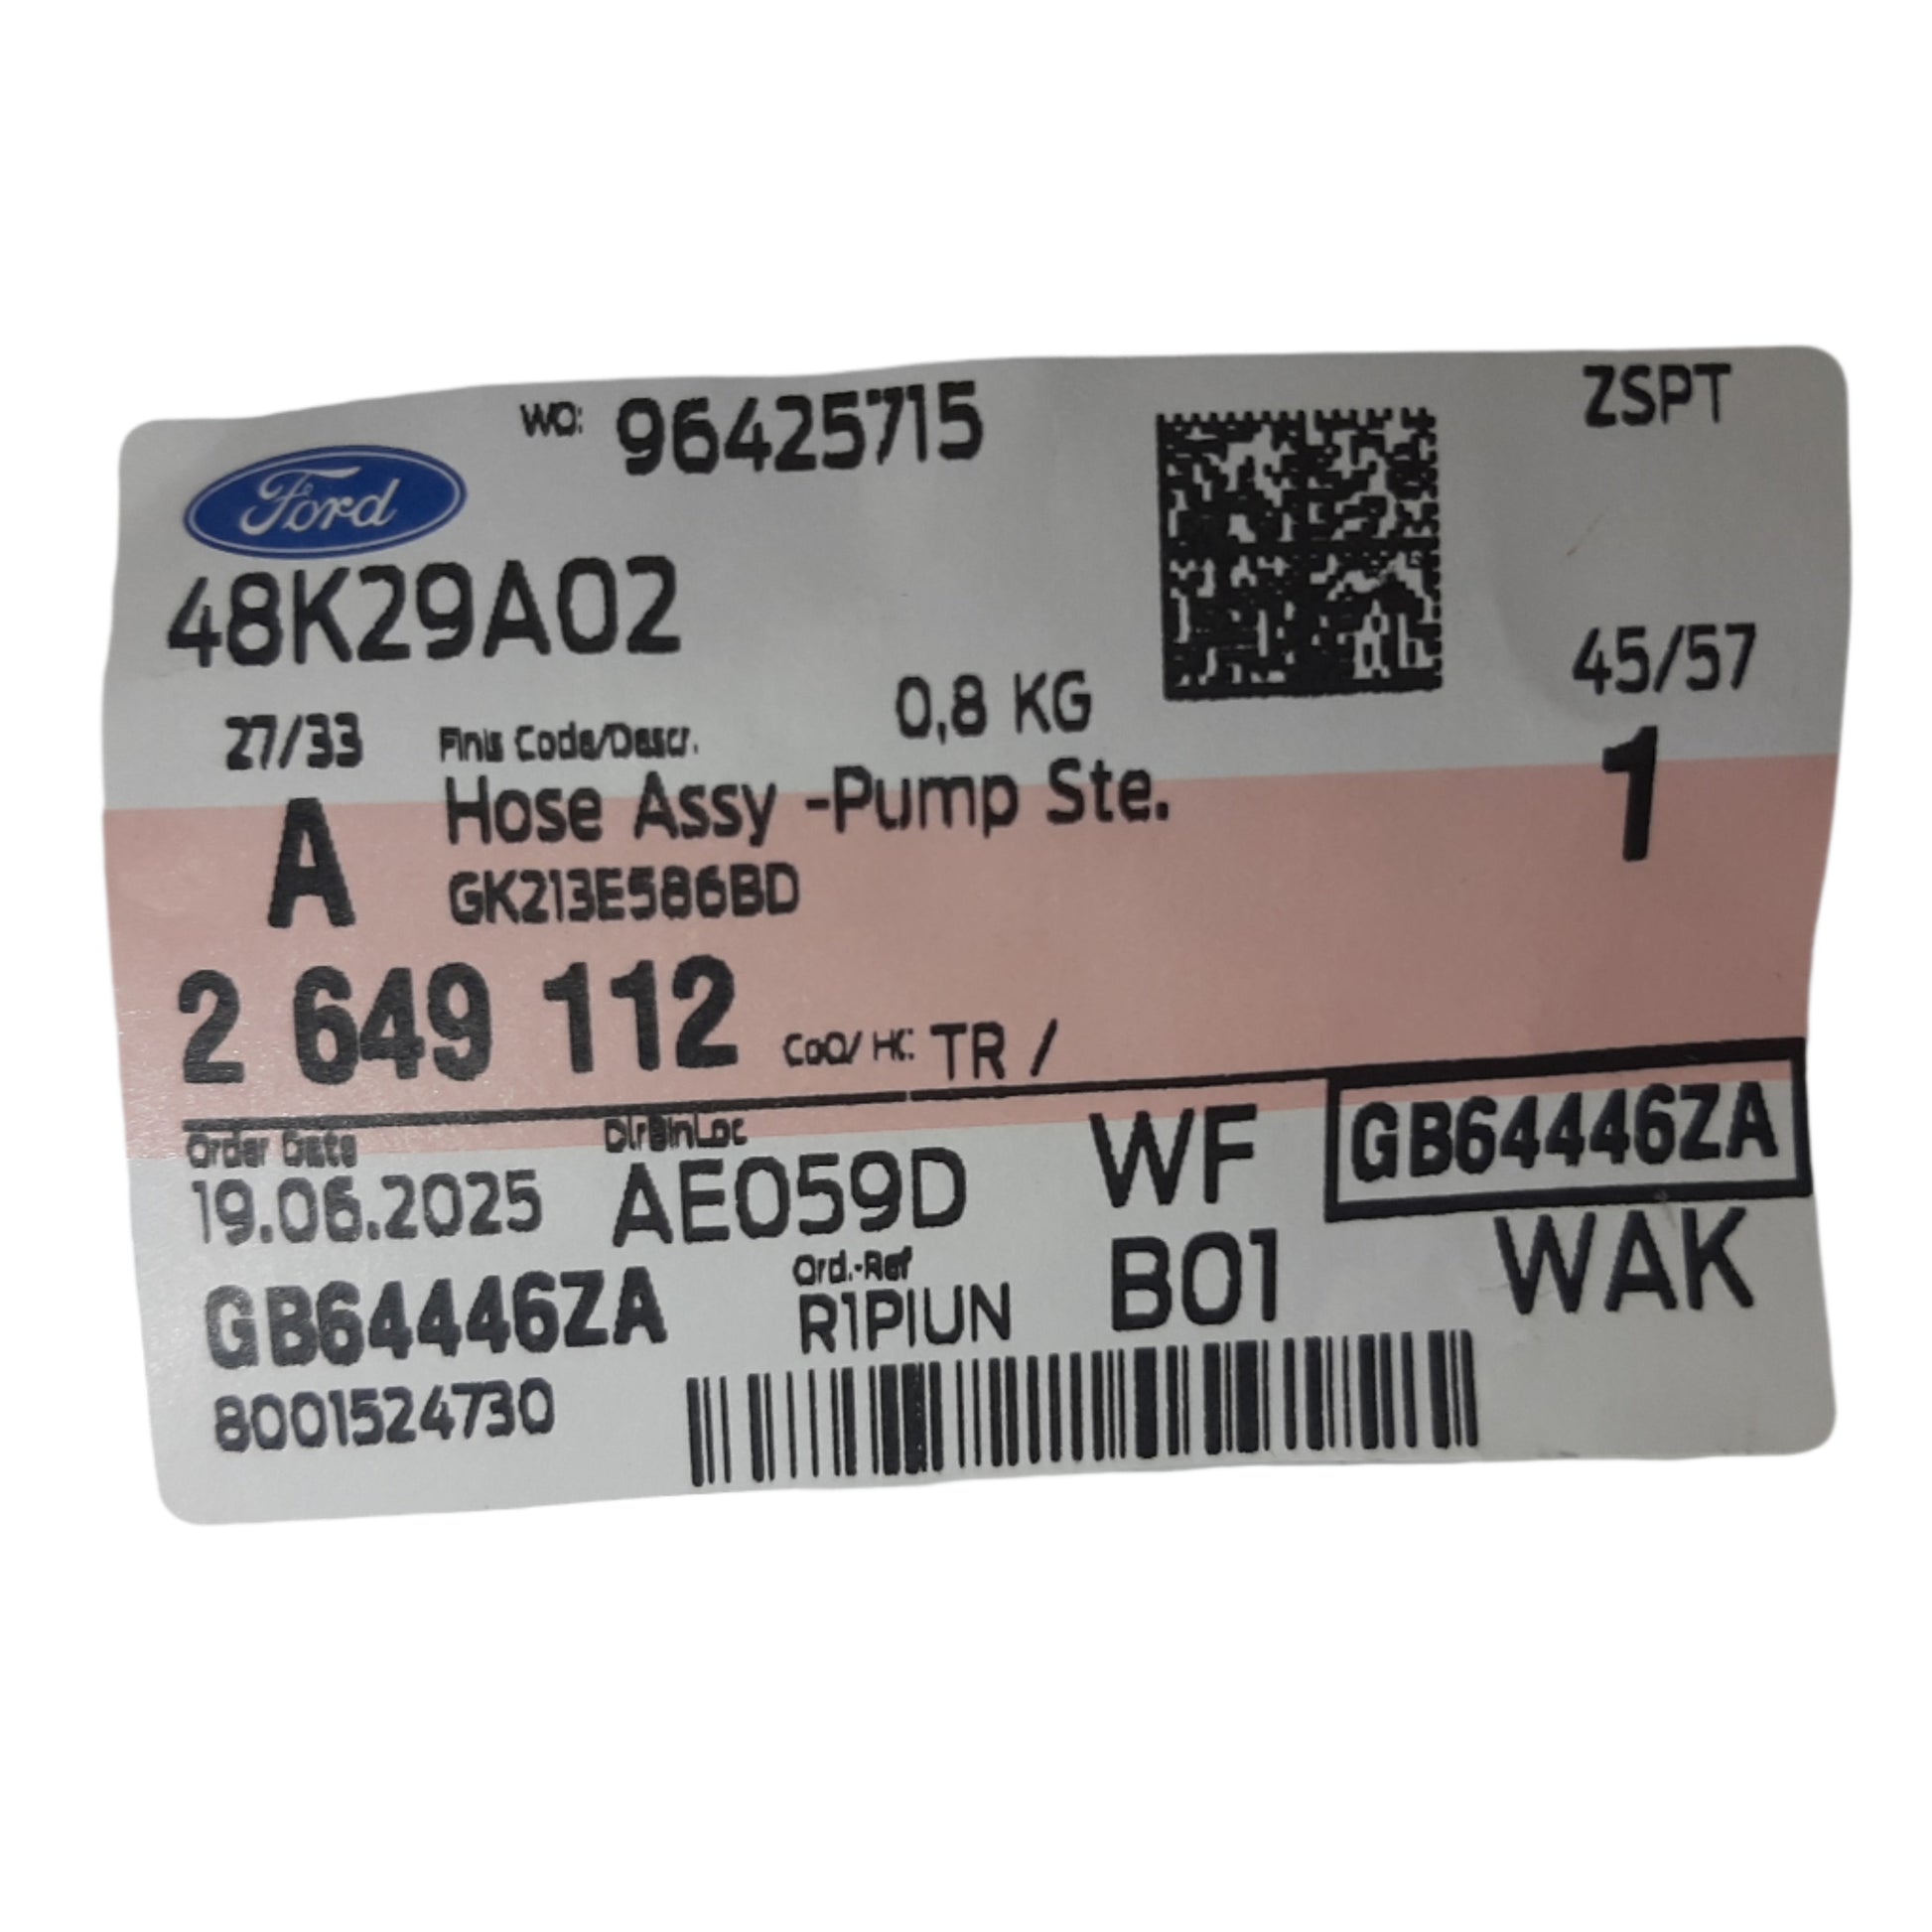 WO: 96425715
ZSPT
Ford
48K29A02
45/57
0,8 KG
27/33
Finis Code/Descr.
A
Hose Assy -Pump Ste.
1
GK213E586BD
2 649 112
CoO/ HC: TR /
Order Date
DlrBinLoc
19.06.2025
AE059D
WF
GB64446ZA
GB64446ZA
Ord.-Ref
R1PIUN
B01
WAK
8001524730